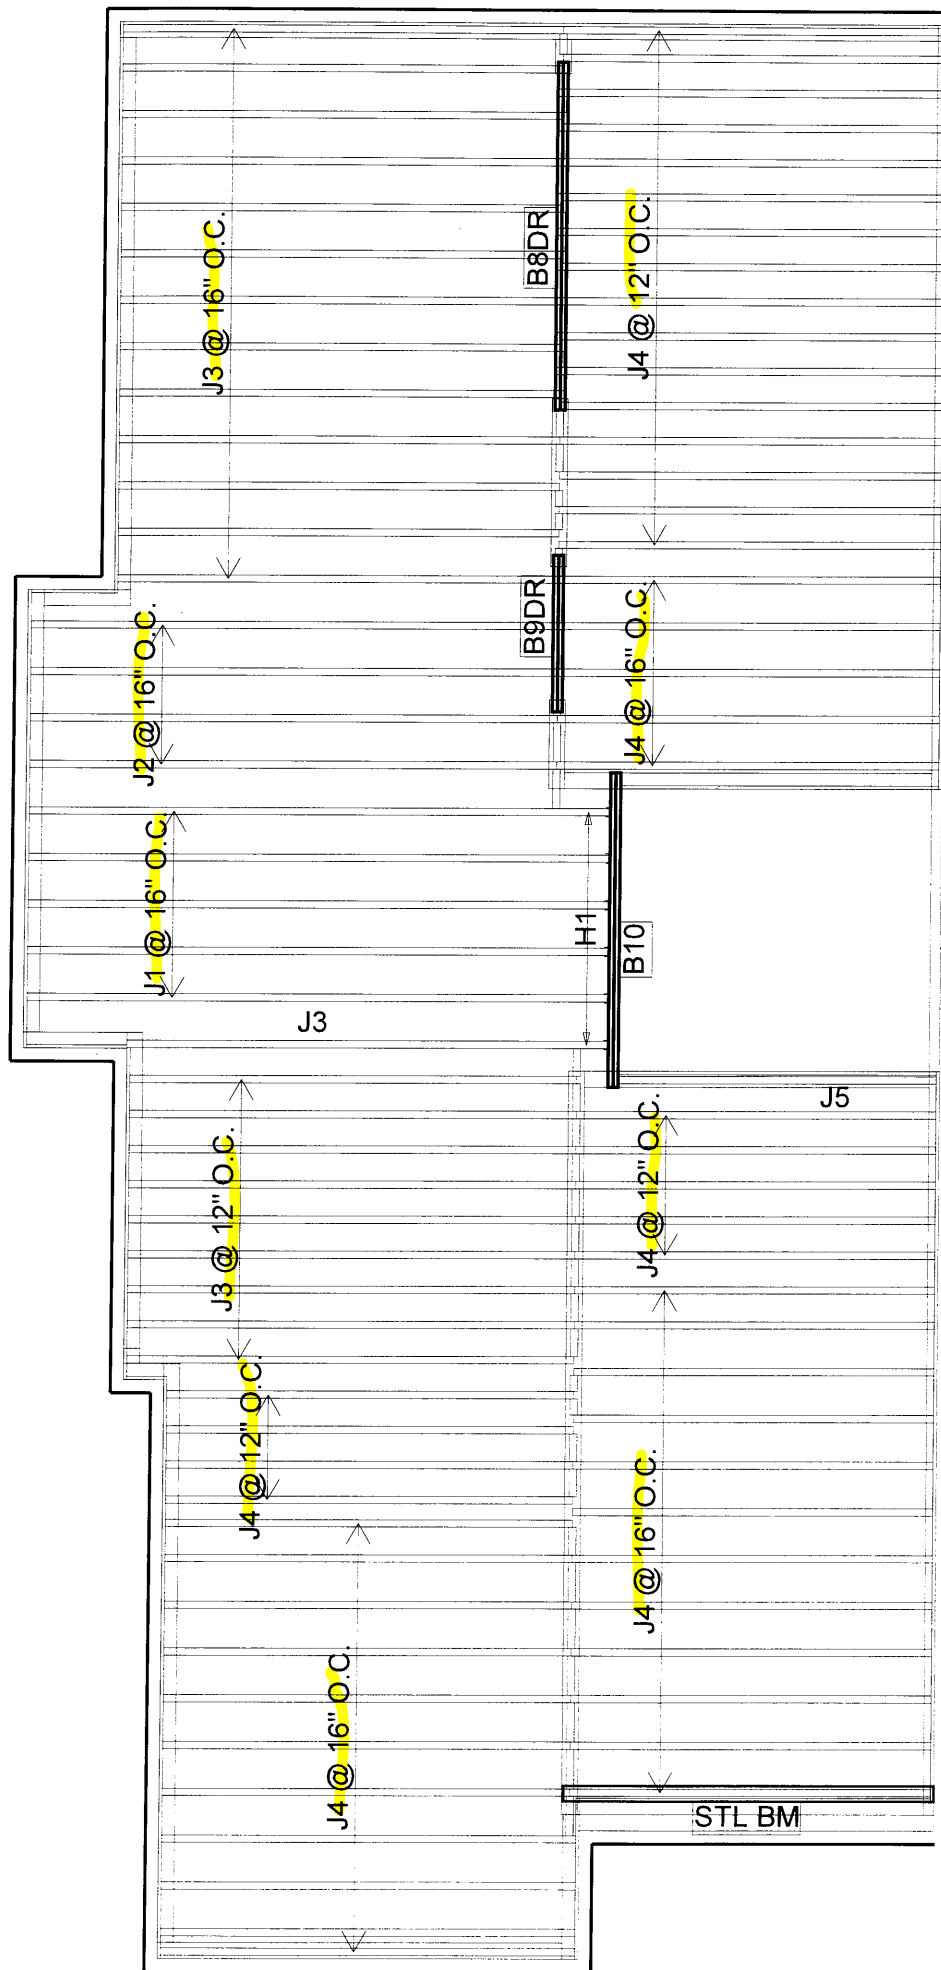 J3 @ 16" O.C.
B8DR
J4 @ 12" O.C.
J2 @ 16" O.C.
B9DR
J4 @ 16" O.C.
J1 @ 16" O.C.
H1
B10
J3
J5
J3 @ 12" O.C.
J4 @ 12" O.C.
J4 @ 12" O.C.
J4 @ 16" O.C.
J4 @ 16" O.C.
STL BM